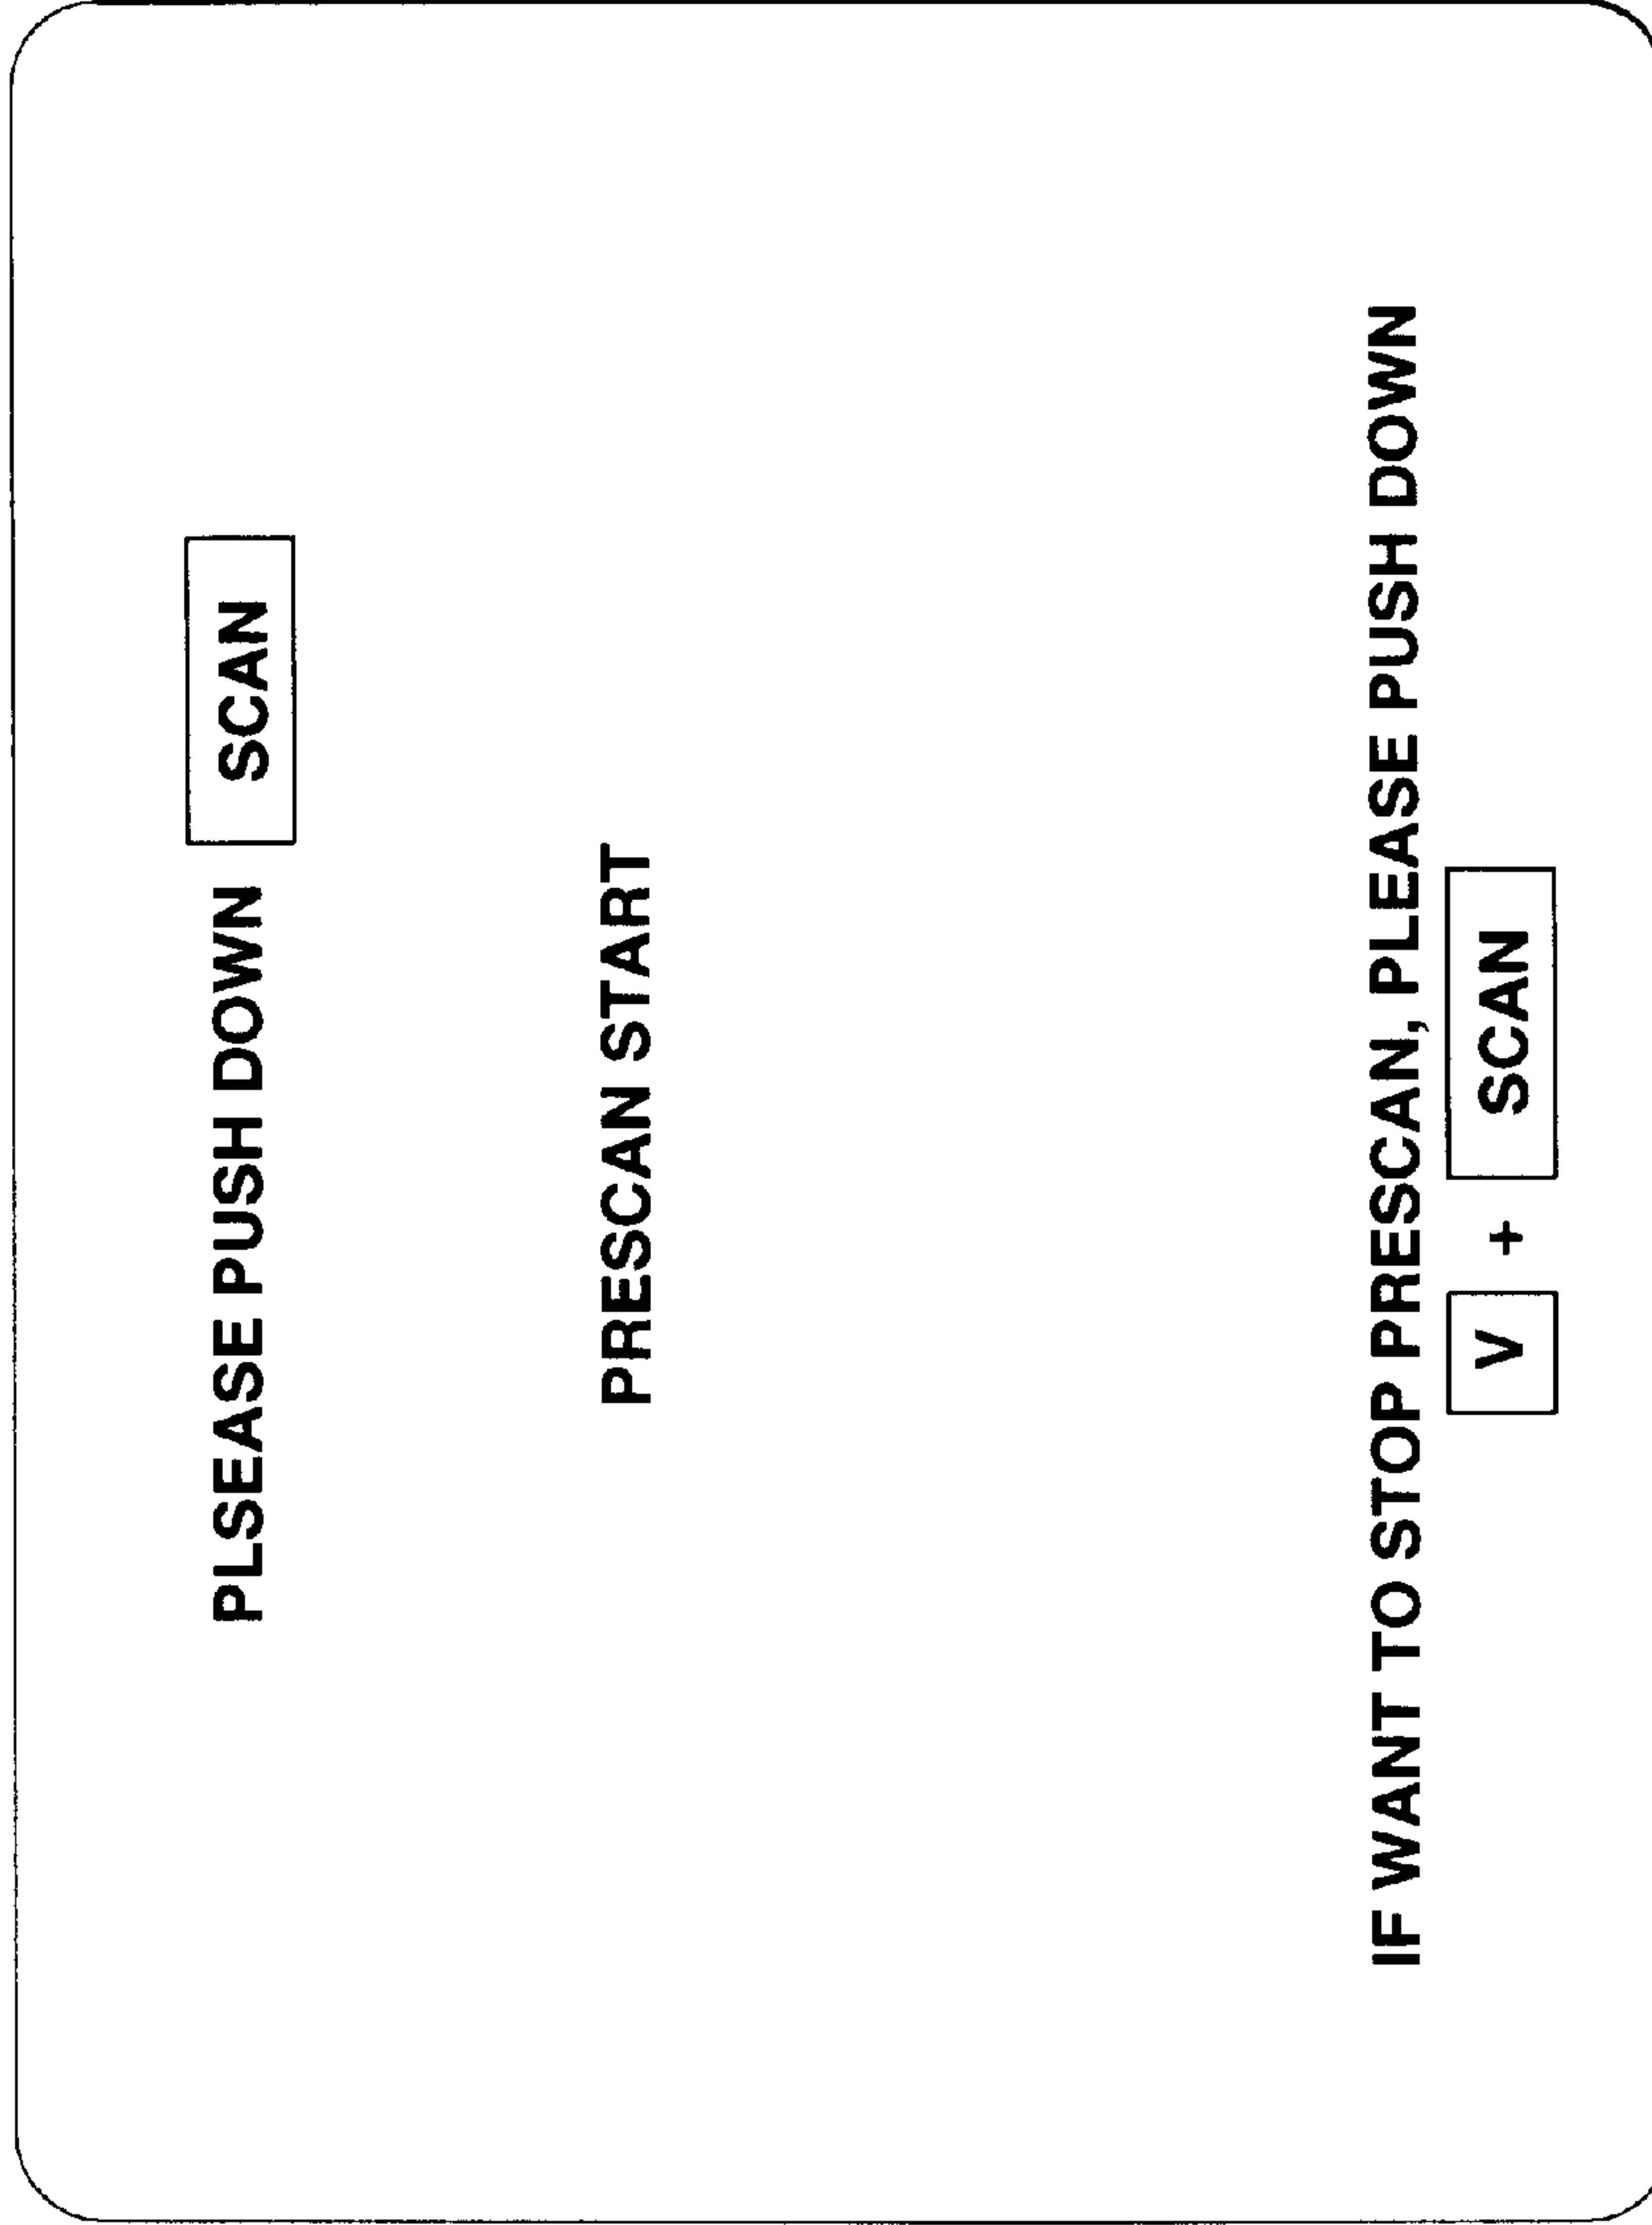 PLSEASE PUSH DOWN SCAN
PRESCAN START
IF WANT TO STOP PRESCAN, PLEASE PUSH DOWN
V + SCAN